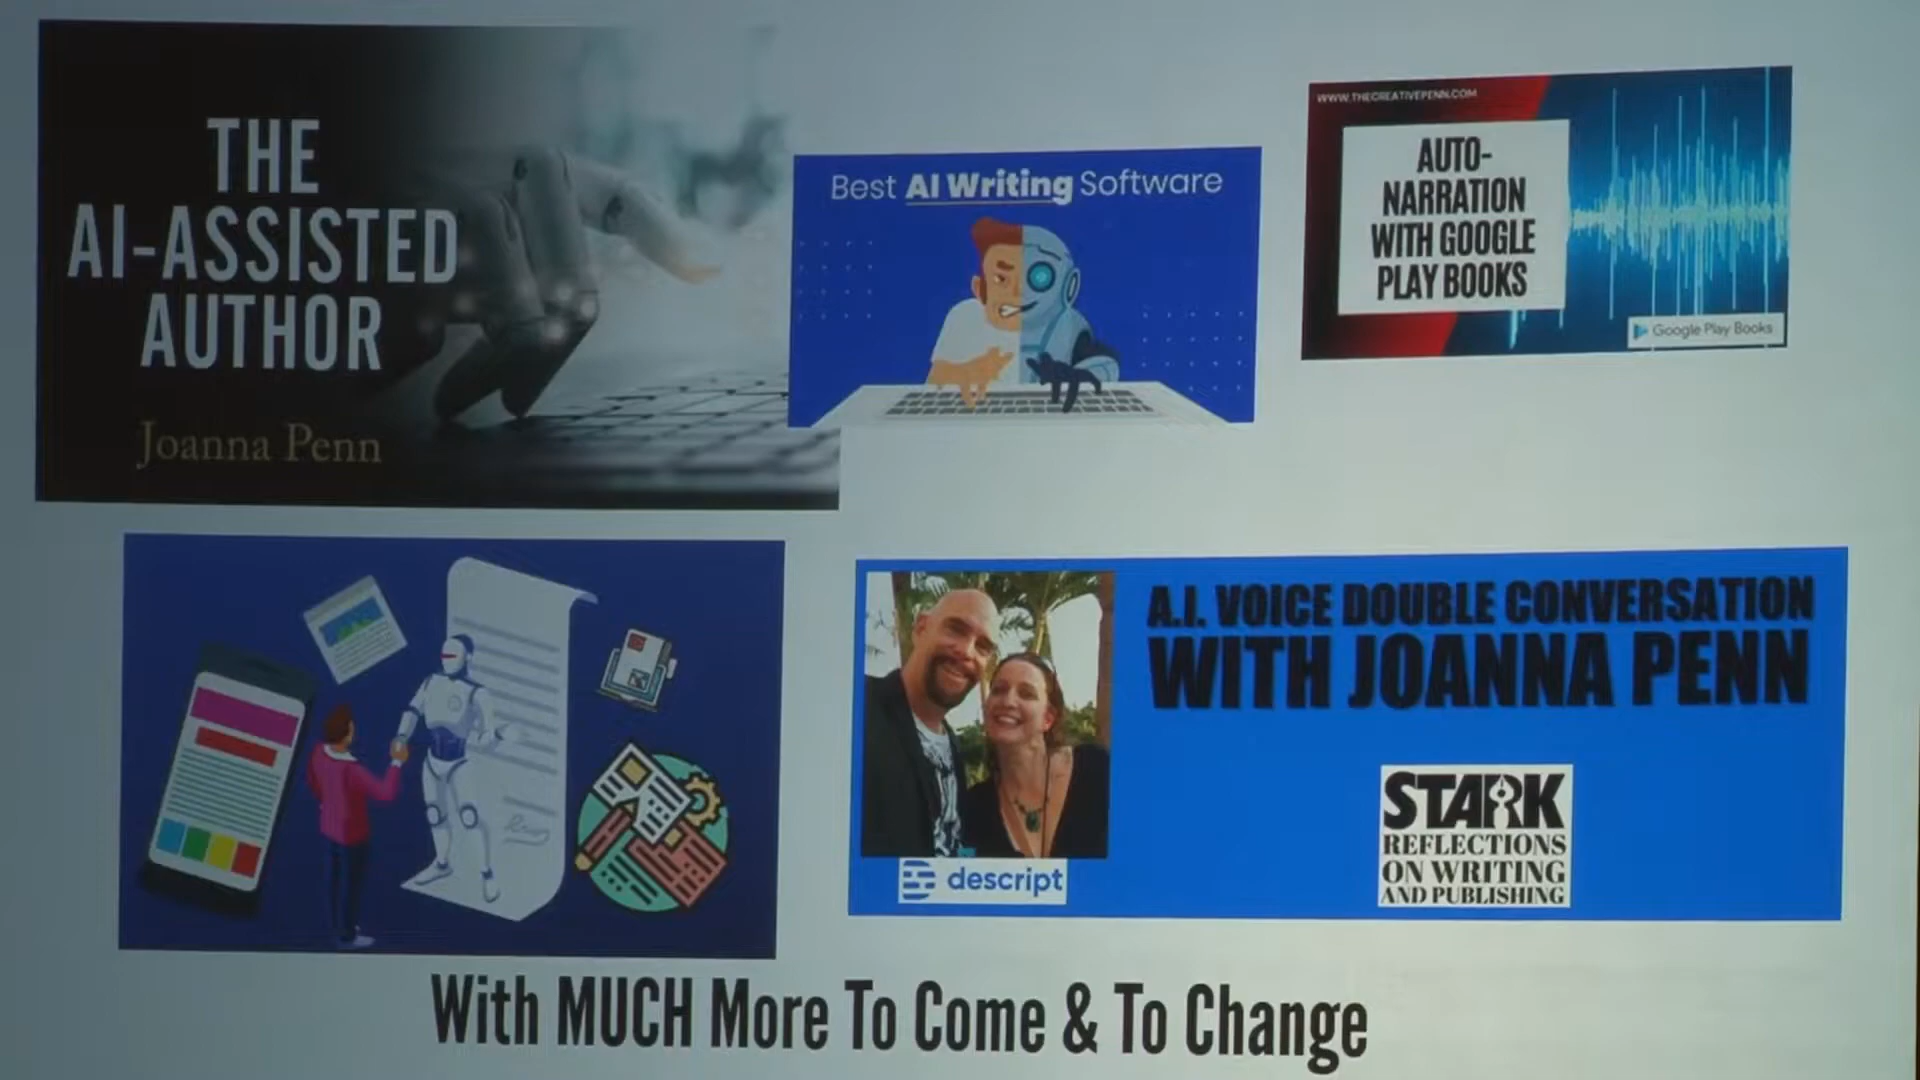 THE
AI-ASSISTED
AUTHOR
Joanna Penn
Best AI Writing Software
WWW.THECREATIVEPENN.COM
AUTO-
NARRATION
WITH GOOGLE
PLAY BOOKS
Google Play Books
A.I. VOICE DOUBLE CONVERSATION
WITH JOANNA PENN
descript
STARK
REFLECTIONS
ON WRITING
AND PUBLISHING
With MUCH More To Come & To Change